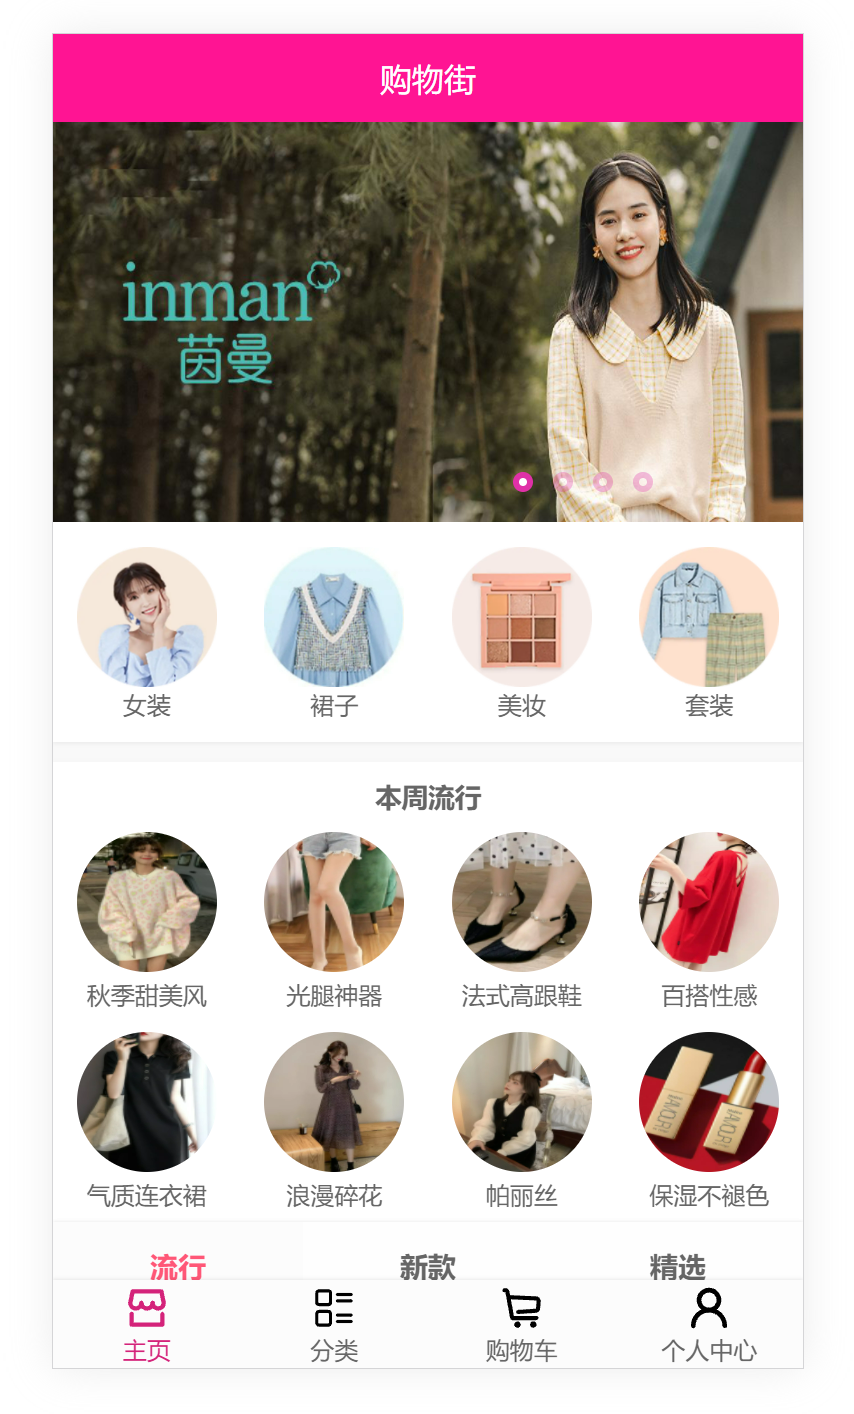 购物街
inman
茵曼
女装
裙子
美妆
套装
本周流行
秋季甜美风
光腿神器
法式高跟鞋
百搭性感
气质连衣裙
浪漫碎花
帕丽丝
保湿不褪色
流行
新款
精选
主页
分类
购物车
个人中心